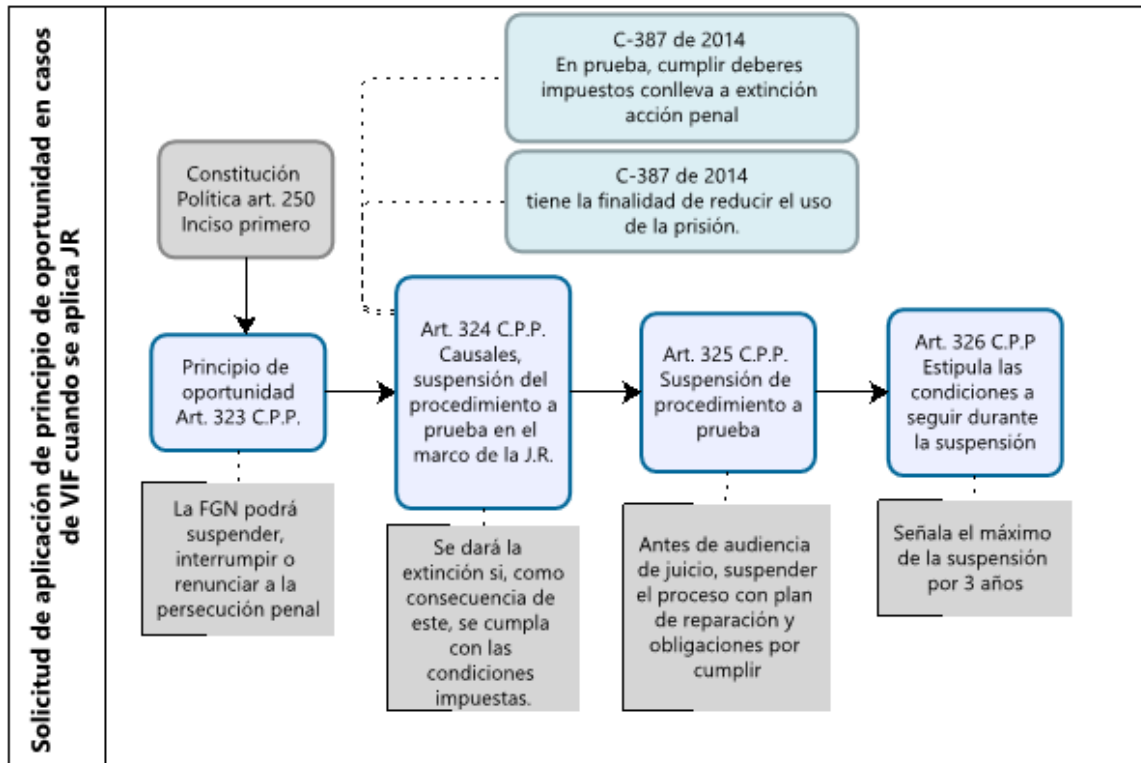 Solicitud de aplicación de principio de oportunidad en casos
de VIF cuando se aplica JR
C-387 de 2014
En prueba, cumplir deberes
impuestos conlleva a extinción
acción penal
C-387 de 2014
tiene la finalidad de reducir el uso
de la prisión.
Constitución
Política art. 250
Inciso primero
Principio de
oportunidad
Art. 323 C.P.P.
Art. 324 C.P.P.
Causales,
suspensión del
procedimiento a
prueba en el
marco de la J.R.
Art. 325 C.P.P.
Suspensión de
procedimiento a
prueba
Art. 326 C.P.P
Estipula las
condiciones a
seguir durante
la suspensión
La FGN podrá
suspender,
interrumpir o
renunciar a la
persecución penal
Se dará la
extinción si, como
consecuencia de
este, se cumpla
con las
condiciones
impuestas.
Antes de audiencia
de juicio, suspender
el proceso con plan
de reparación y
obligaciones por
cumplir
Señala el máximo
de la suspensión
por 3 años